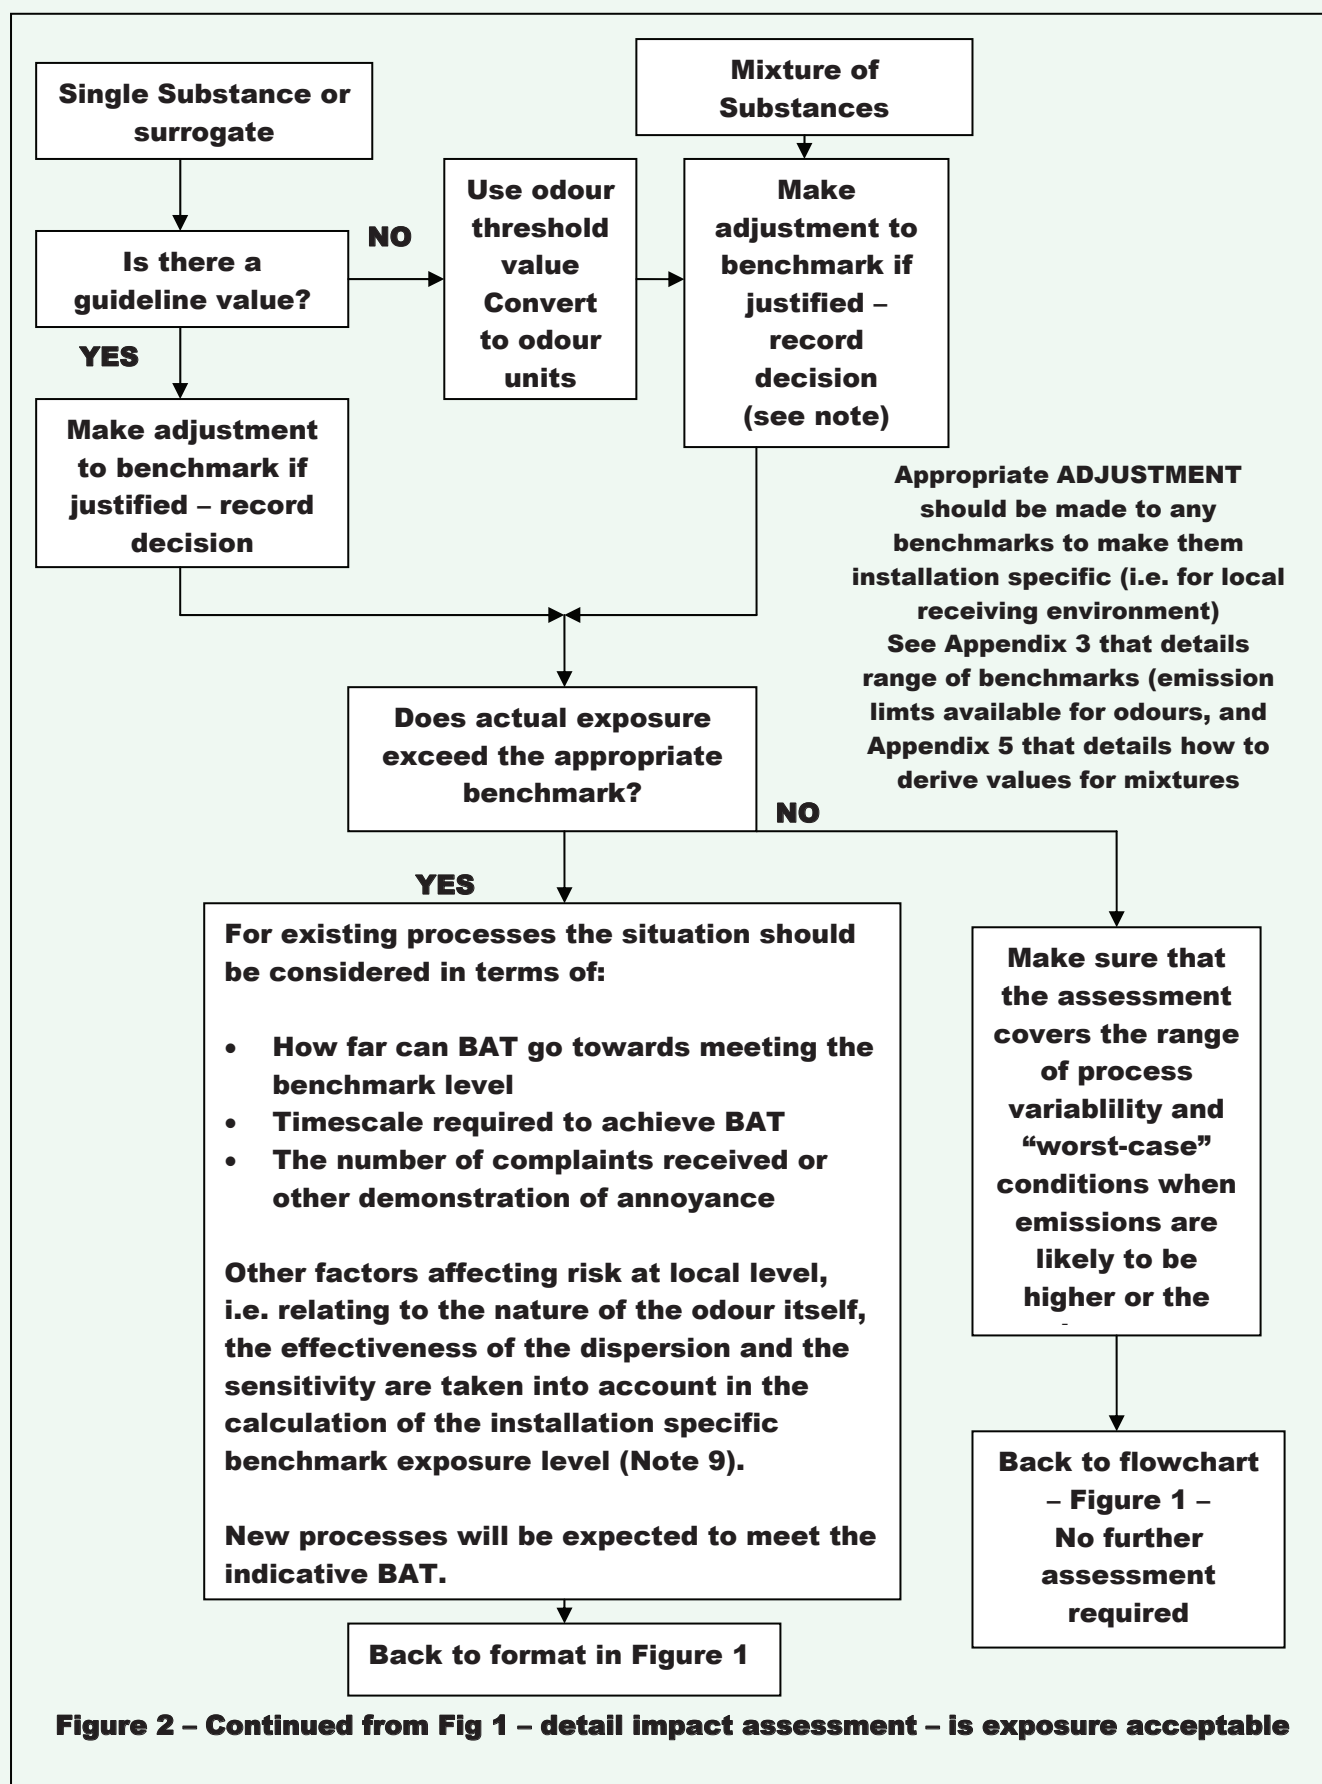 Single Substance or
surrogate
Mixture of
Substances
Is there a
guideline value?
NO
Use odour
threshold
value
Convert
to odour
units
Make
adjustment to
benchmark if
justified –
record
decision
(see note)
YES
Make adjustment
to benchmark if
justified – record
decision
Appropriate ADJUSTMENT
should be made to any
benchmarks to make them
installation specific (i.e. for local
receiving environment)
See Appendix 3 that details
range of benchmarks (emission
limts available for odours, and
Appendix 5 that details how to
derive values for mixtures
Does actual exposure
exceed the appropriate
benchmark?
NO
YES
For existing processes the situation should
be considered in terms of:
• How far can BAT go towards meeting the
benchmark level
• Timescale required to achieve BAT
• The number of complaints received or
other demonstration of annoyance
Other factors affecting risk at local level,
i.e. relating to the nature of the odour itself,
the effectiveness of the dispersion and the
sensitivity are taken into account in the
calculation of the installation specific
benchmark exposure level (Note 9).
New processes will be expected to meet the
indicative BAT.
Make sure that
the assessment
covers the range
of process
variablility and
“worst-case”
conditions when
emissions are
likely to be
higher or the
Back to flowchart
– Figure 1 –
No further
assessment
required
Back to format in Figure 1
Figure 2 – Continued from Fig 1 – detail impact assessment – is exposure acceptable